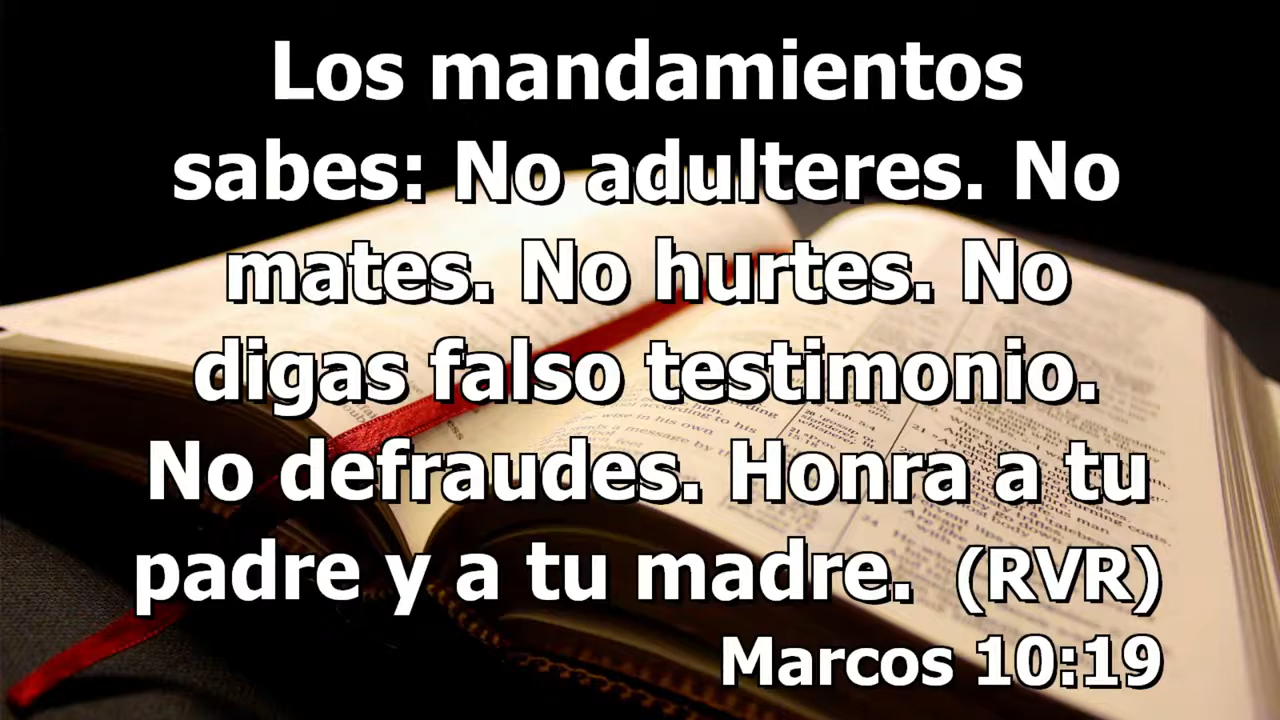 Los mandamientos
sabes: No adulteres. No
mates. No hurtes. No
digas falso testimonio.
No defraudes. Honra a tu
padre y a tu madre. (RVR)
Marcos 10:19